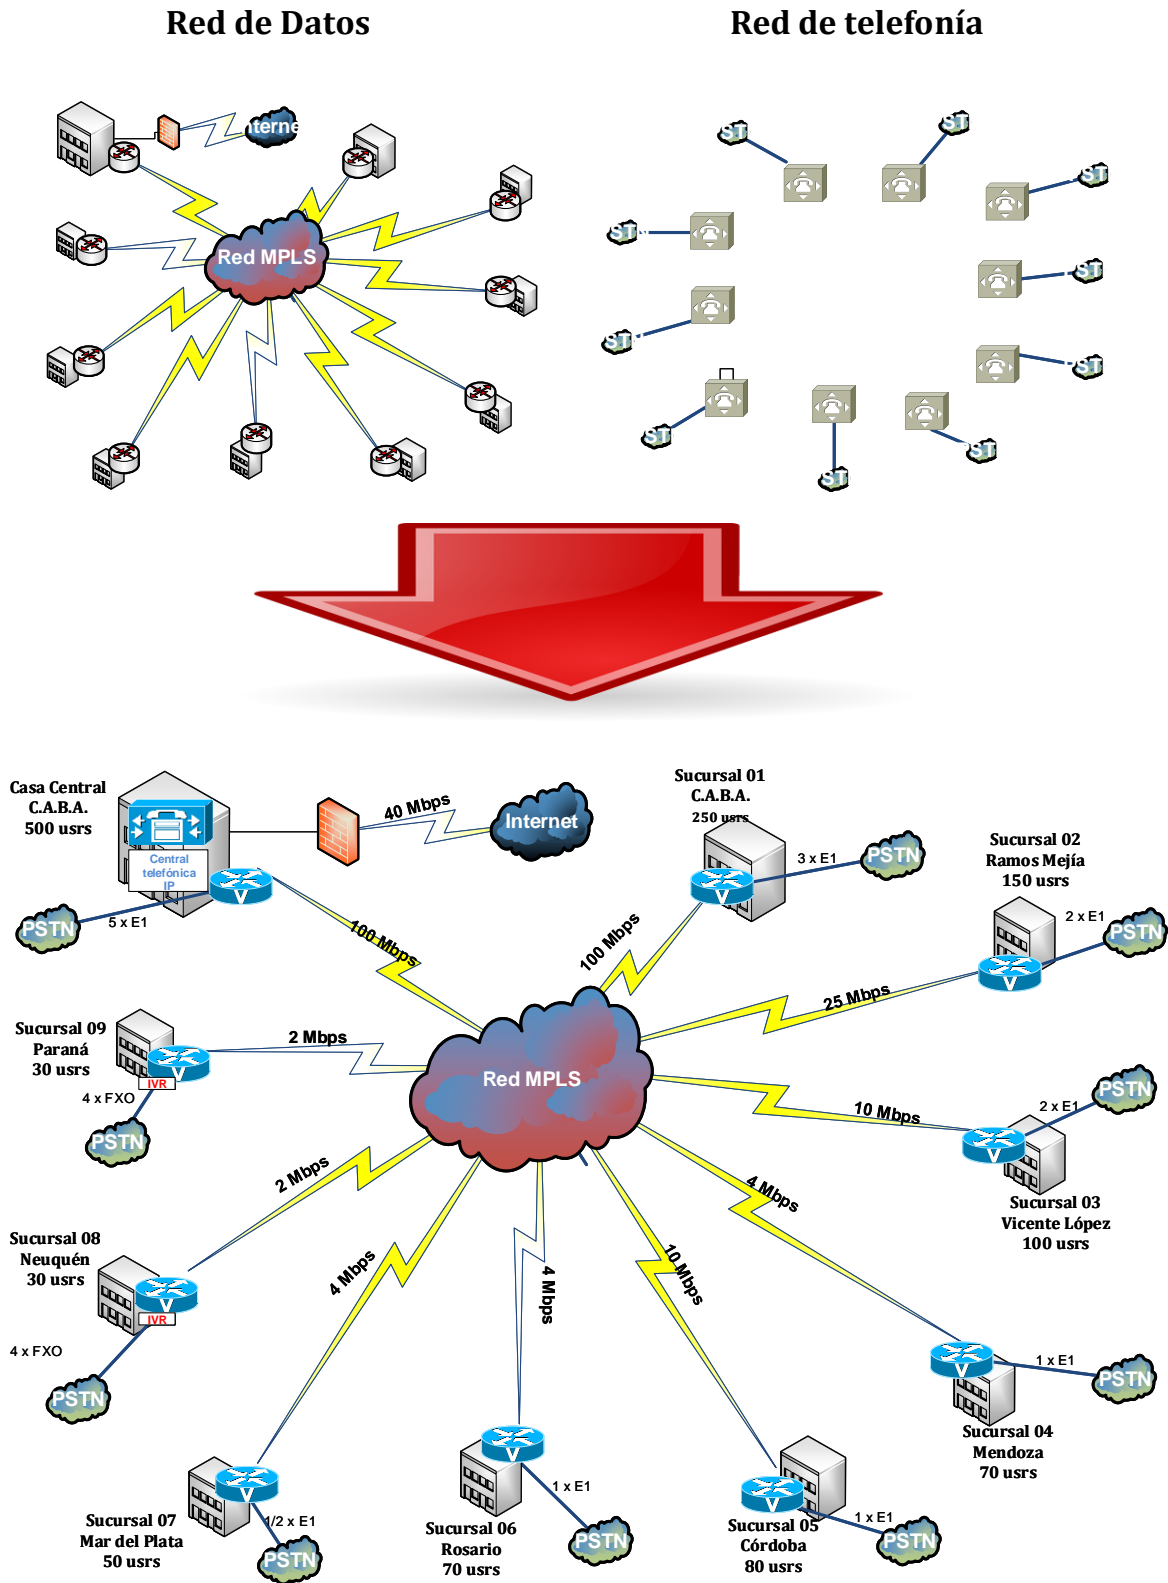 Red de Datos
Red de telefonía
Red MPLS
Casa Central
C.A.B.A.
500 usrs
Central
telefónica
IP
V
5 x E1
PSTN
40 Mbps
Internet
100 Mbps
Sucursal 01
C.A.B.A.
250 usrs
V
3 x E1
PSTN
100 Mbps
Sucursal 02
Ramos Mejía
150 usrs
V
2 x E1
PSTN
25 Mbps
Sucursal 09
Paraná
30 usrs
V
IVR
4 x FXO
PSTN
2 Mbps
Red MPLS
10 Mbps
V
2 x E1
PSTN
Sucursal 03
Vicente López
100 usrs
Sucursal 08
Neuquén
30 usrs
V
IVR
4 x FXO
PSTN
2 Mbps
4 Mbps
4 Mbps
10 Mbps
4 Mbps
V
1 x E1
PSTN
Sucursal 04
Mendoza
70 usrs
Sucursal 07
Mar del Plata
50 usrs
V
1/2 x E1
PSTN
Sucursal 06
Rosario
70 usrs
V
1 x E1
PSTN
Sucursal 05
Córdoba
80 usrs
V
1 x E1
PSTN